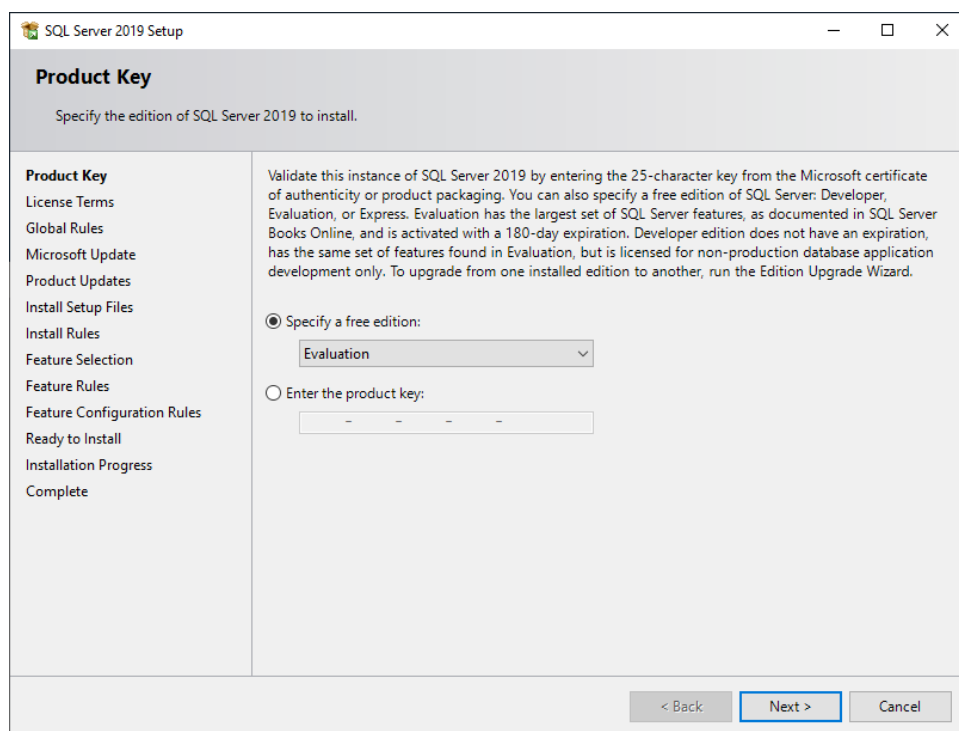 SQL Server 2019 Setup
Product Key
Specify the edition of SQL Server 2019 to install.
Product Key
License Terms
Global Rules
Microsoft Update
Product Updates
Install Setup Files
Install Rules
Feature Selection
Feature Rules
Feature Configuration Rules
Ready to Install
Installation Progress
Complete
Validate this instance of SQL Server 2019 by entering the 25-character key from the Microsoft certificate
of authenticity or product packaging. You can also specify a free edition of SQL Server: Developer,
Evaluation, or Express. Evaluation has the largest set of SQL Server features, as documented in SQL Server
Books Online, and is activated with a 180-day expiration. Developer edition does not have an expiration,
has the same set of features found in Evaluation, but is licensed for non-production database application
development only. To upgrade from one installed edition to another, run the Edition Upgrade Wizard.
Specify a free edition:
Evaluation
Enter the product key:
- - - -
< Back
Next >
Cancel